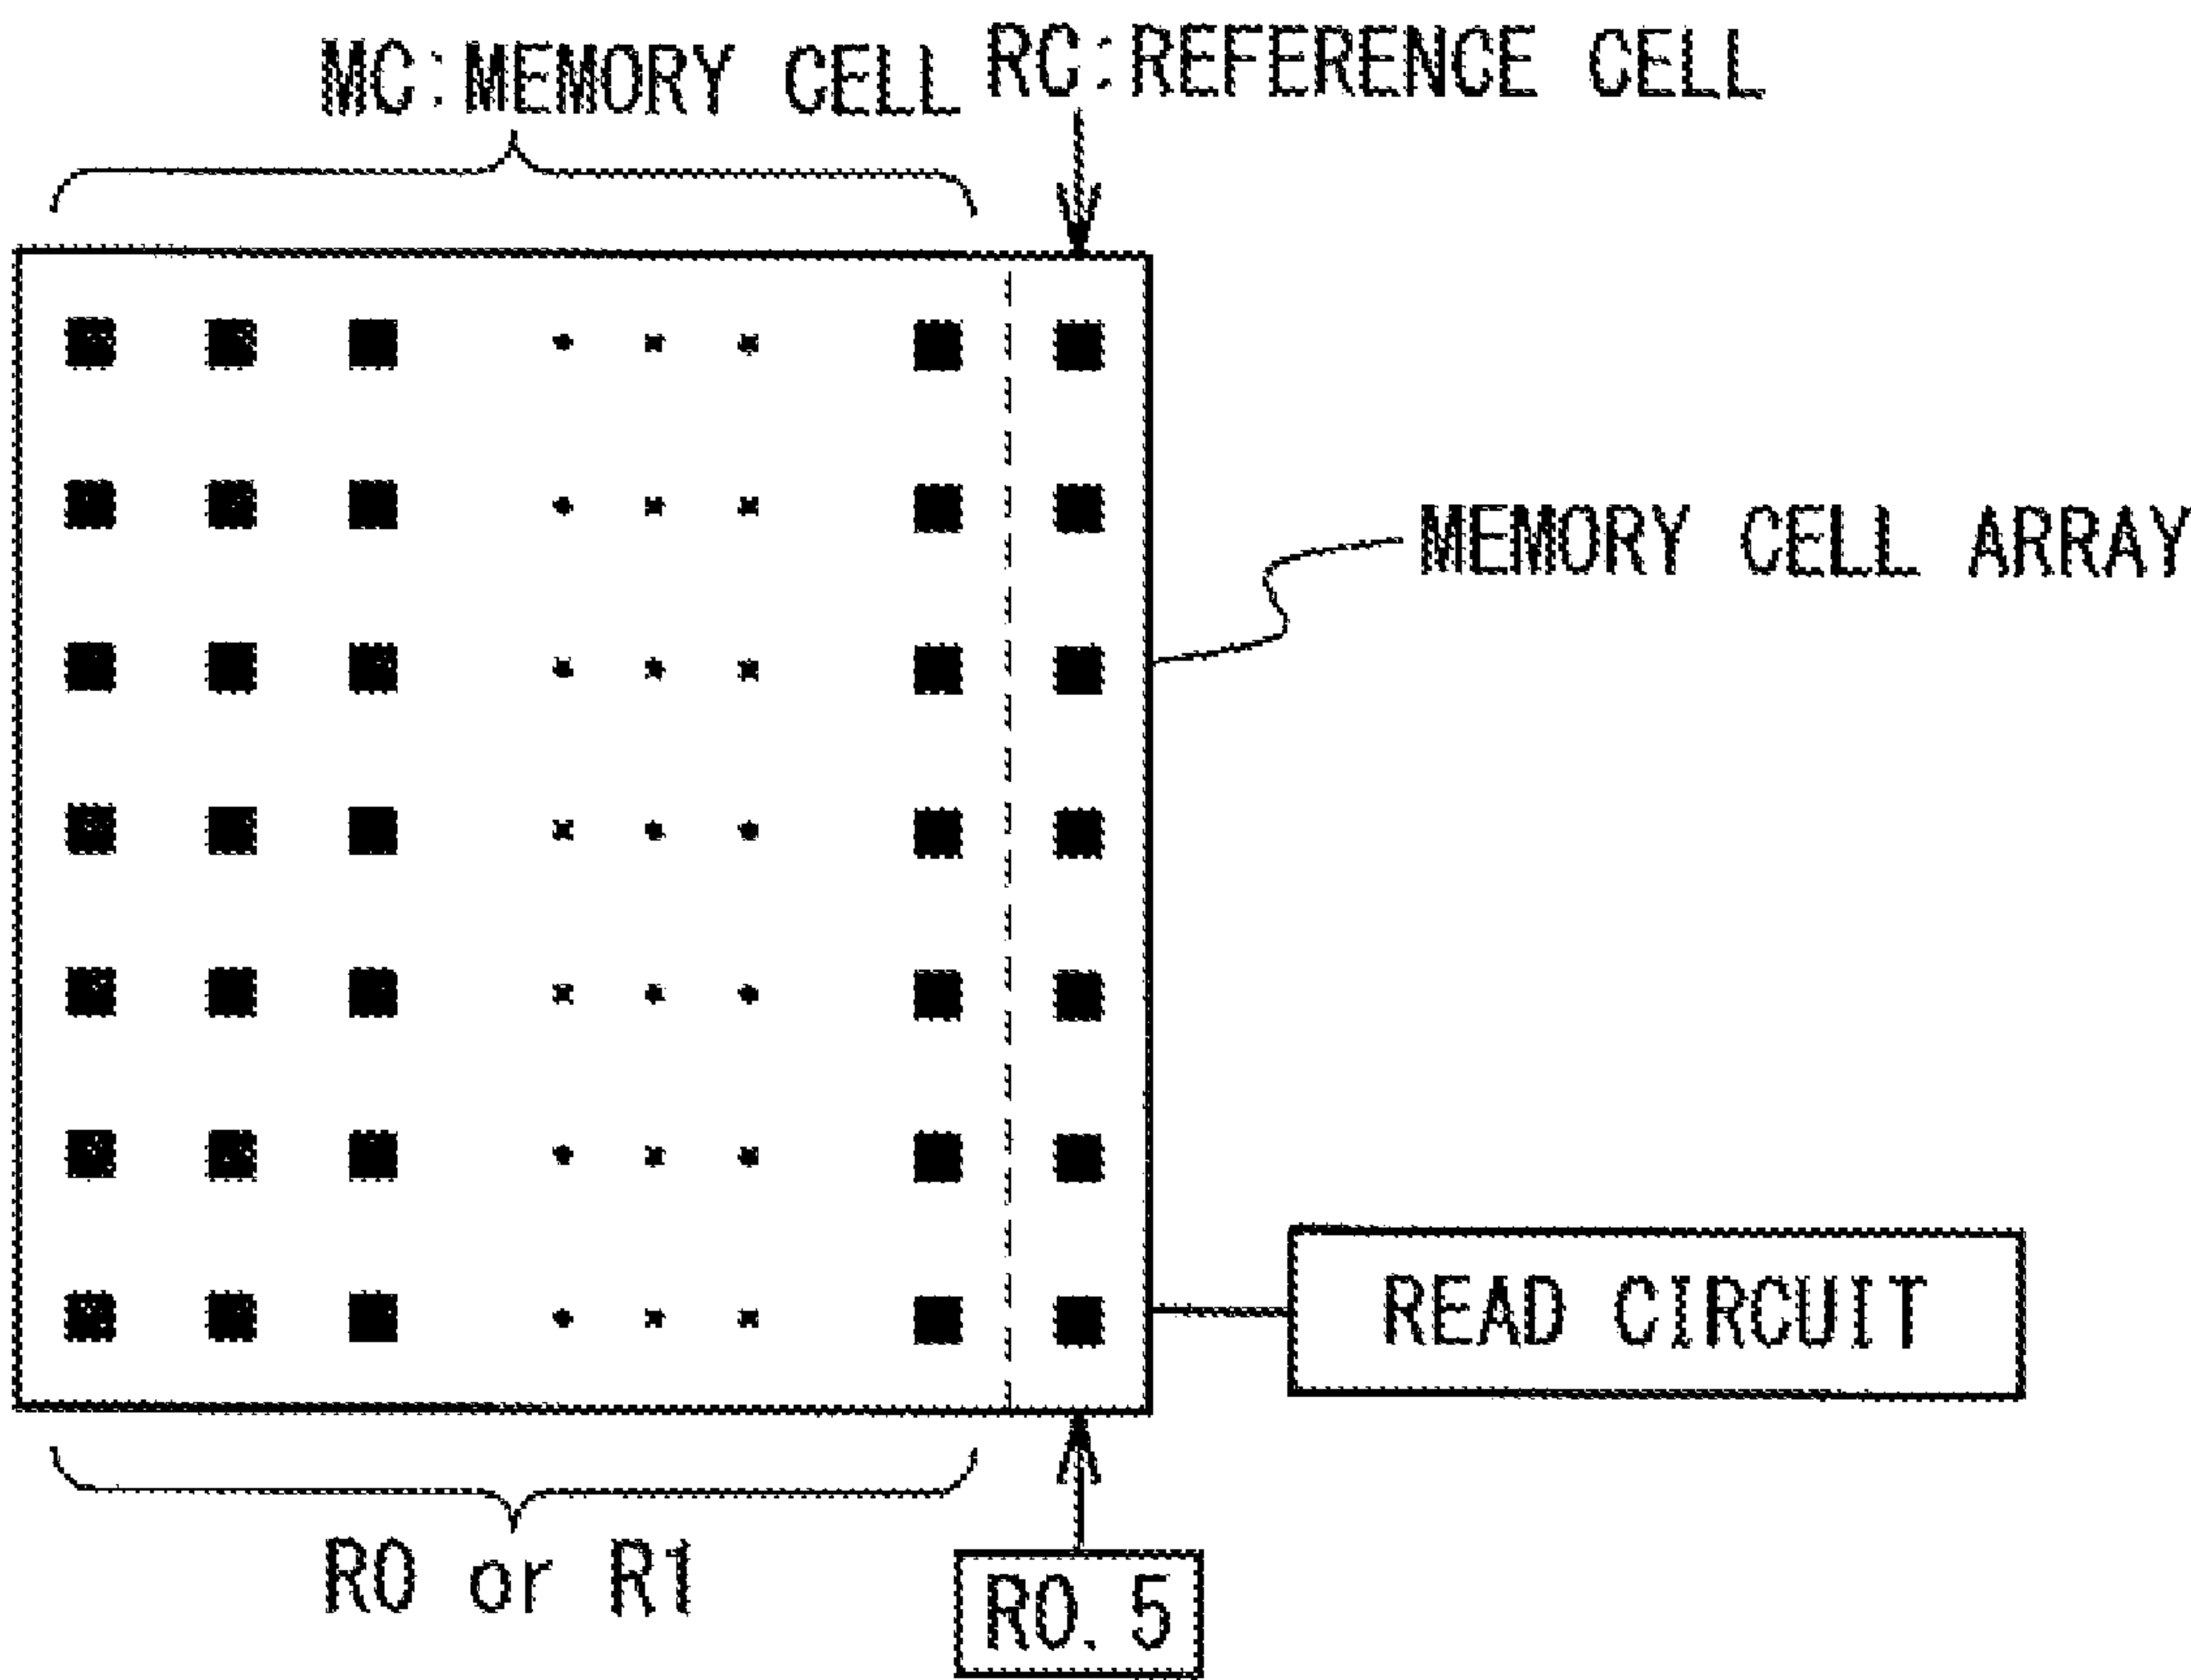 MC:MEMORY CELL
RC:REFERENCE CELL
MEMORY CELL ARRAY
READ CIRCUIT
R0 or R1
R0.5